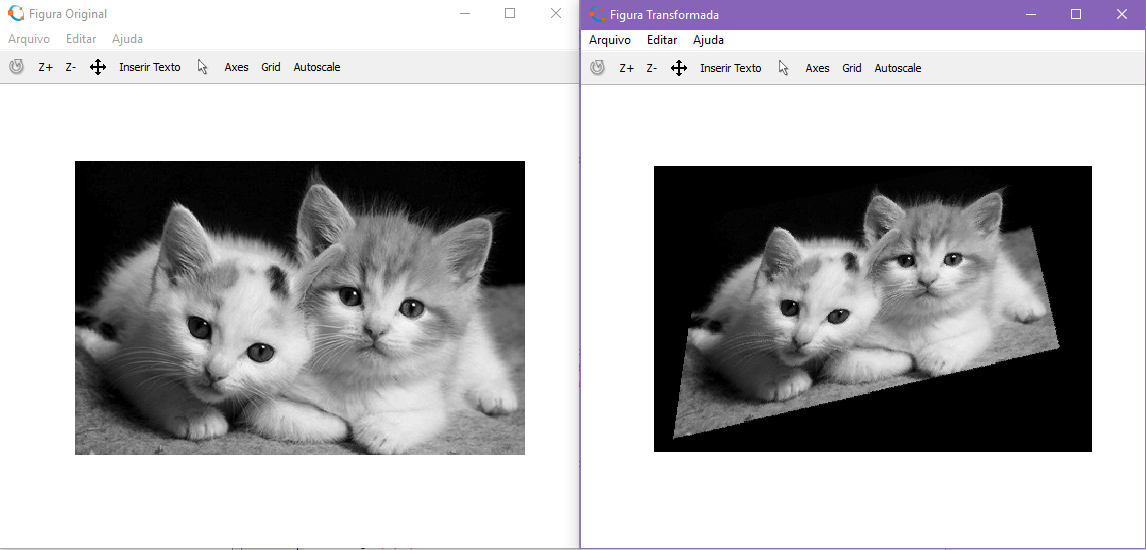 Figura Original
Arquivo Editar Ajuda
Z+ Z- Inserir Texto Axes Grid Autoscale
Figura Transformada
Arquivo Editar Ajuda
Z+ Z- Inserir Texto Axes Grid Autoscale